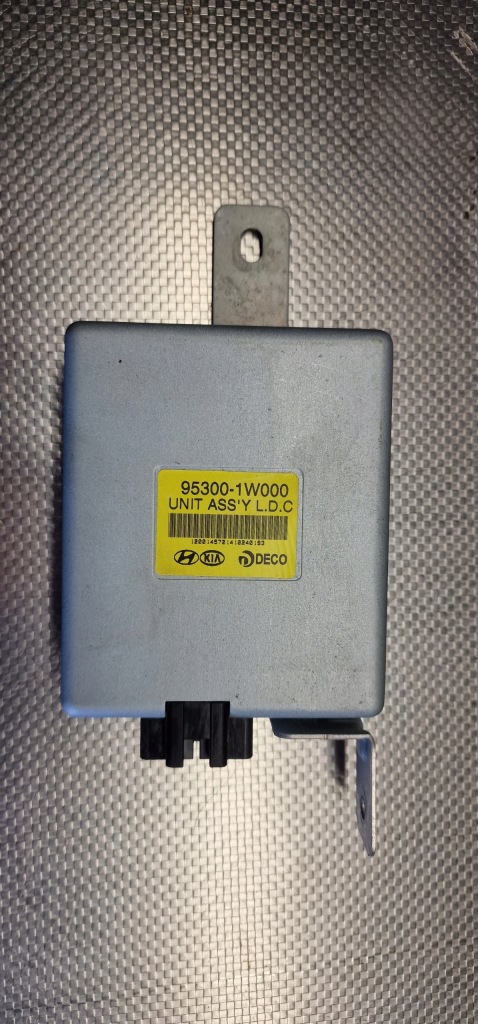 95300-1W000
UNIT ASS'Y L.D.C
KIA DECO